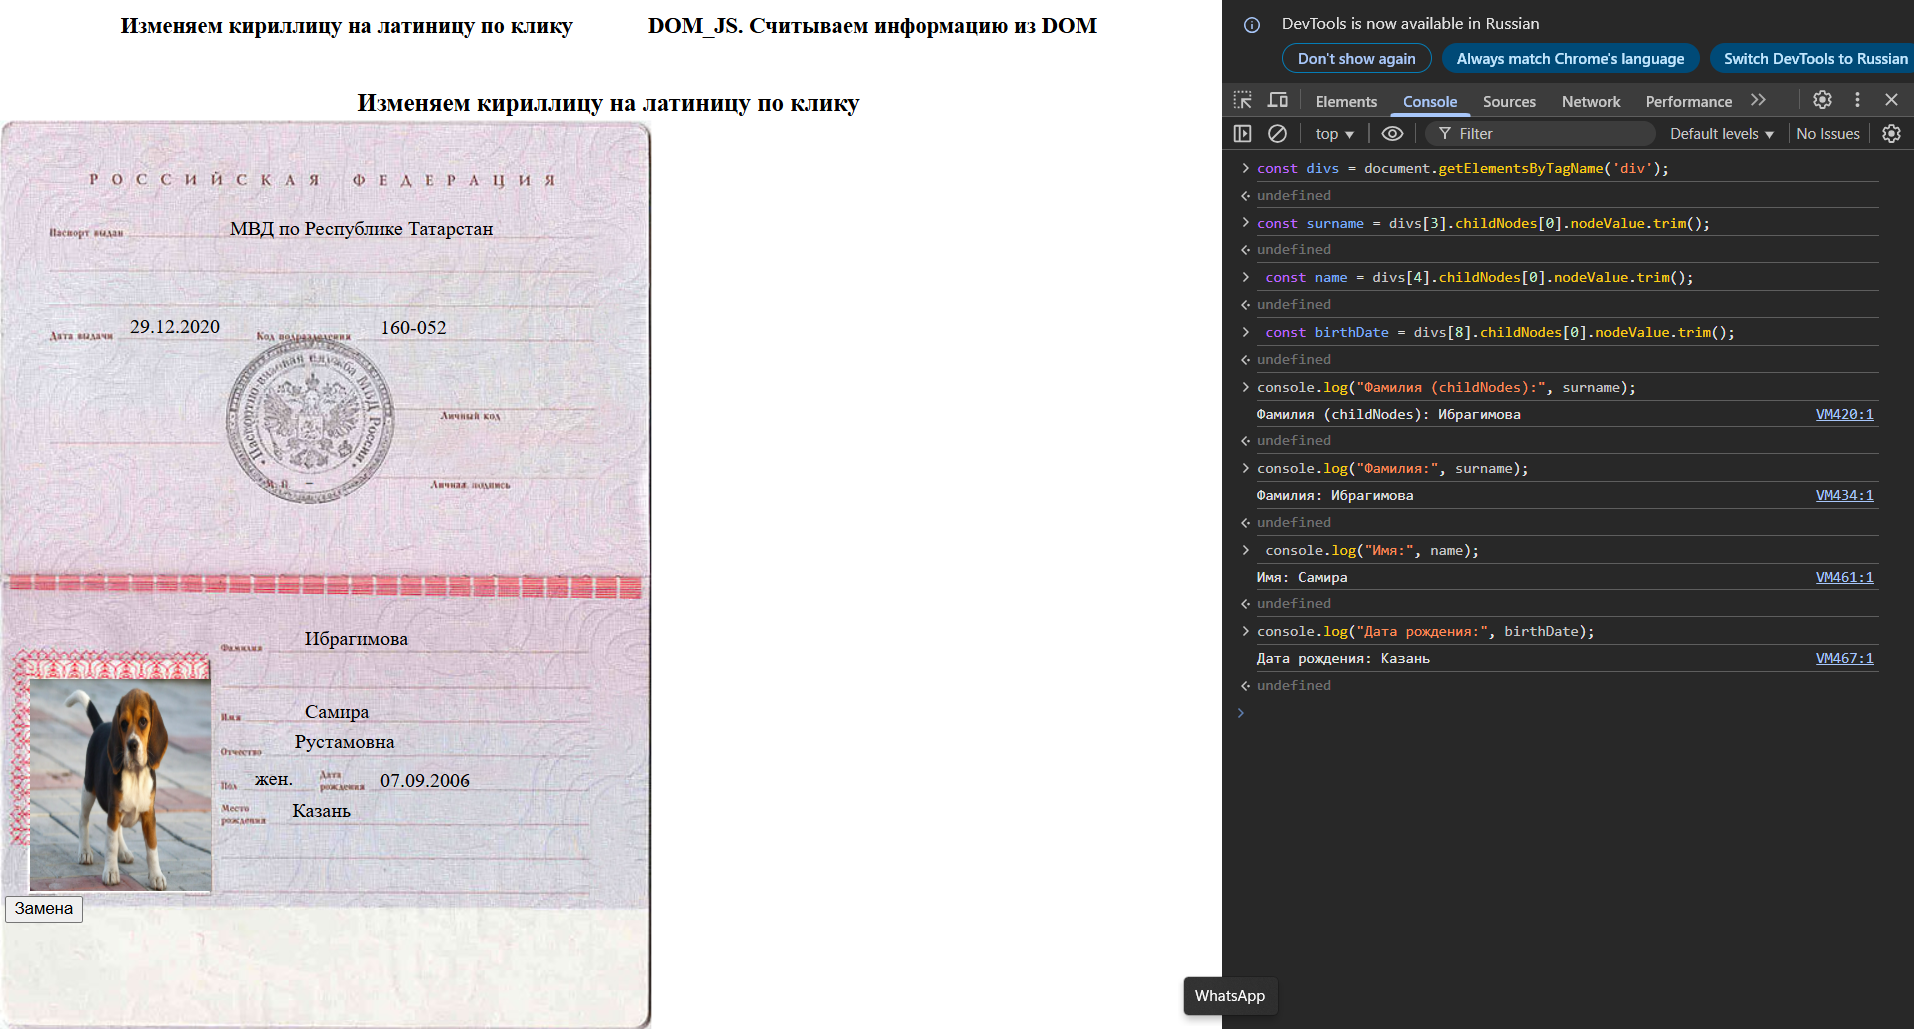 Изменяем кириллицу на латиницу по клику
DOM_JS. Считываем информацию из DOM
Изменяем кириллицу на латиницу по клику
РОССИЙСКАЯ ФЕДЕРАЦИЯ
Паспорт выдан МВД по Республике Татарстан
Дата выдачи 29.12.2020 Код подразделения 160-052
Паспортно-визовая служба МВД России
Личный код
М. П. Личная подпись
Фамилия Ибрагимова
Имя Самира
Отчество Рустамовна
Пол жен. Дата рождения 07.09.2006
Место рождения Казань
Замена
DevTools is now available in Russian
Don't show again
Always match Chrome's language
Switch DevTools to Russian
Elements Console Sources Network Performance
top Filter Default levels No Issues
const divs = document.getElementsByTagName('div');
undefined
const surname = divs[3].childNodes[0].nodeValue.trim();
undefined
const name = divs[4].childNodes[0].nodeValue.trim();
undefined
const birthDate = divs[8].childNodes[0].nodeValue.trim();
undefined
console.log("Фамилия (childNodes):", surname);
Фамилия (childNodes): Ибрагимова VM420:1
undefined
console.log("Фамилия:", surname);
Фамилия: Ибрагимова VM434:1
undefined
console.log("Имя:", name);
Имя: Самира VM461:1
undefined
console.log("Дата рождения:", birthDate);
Дата рождения: Казань VM467:1
undefined
WhatsApp